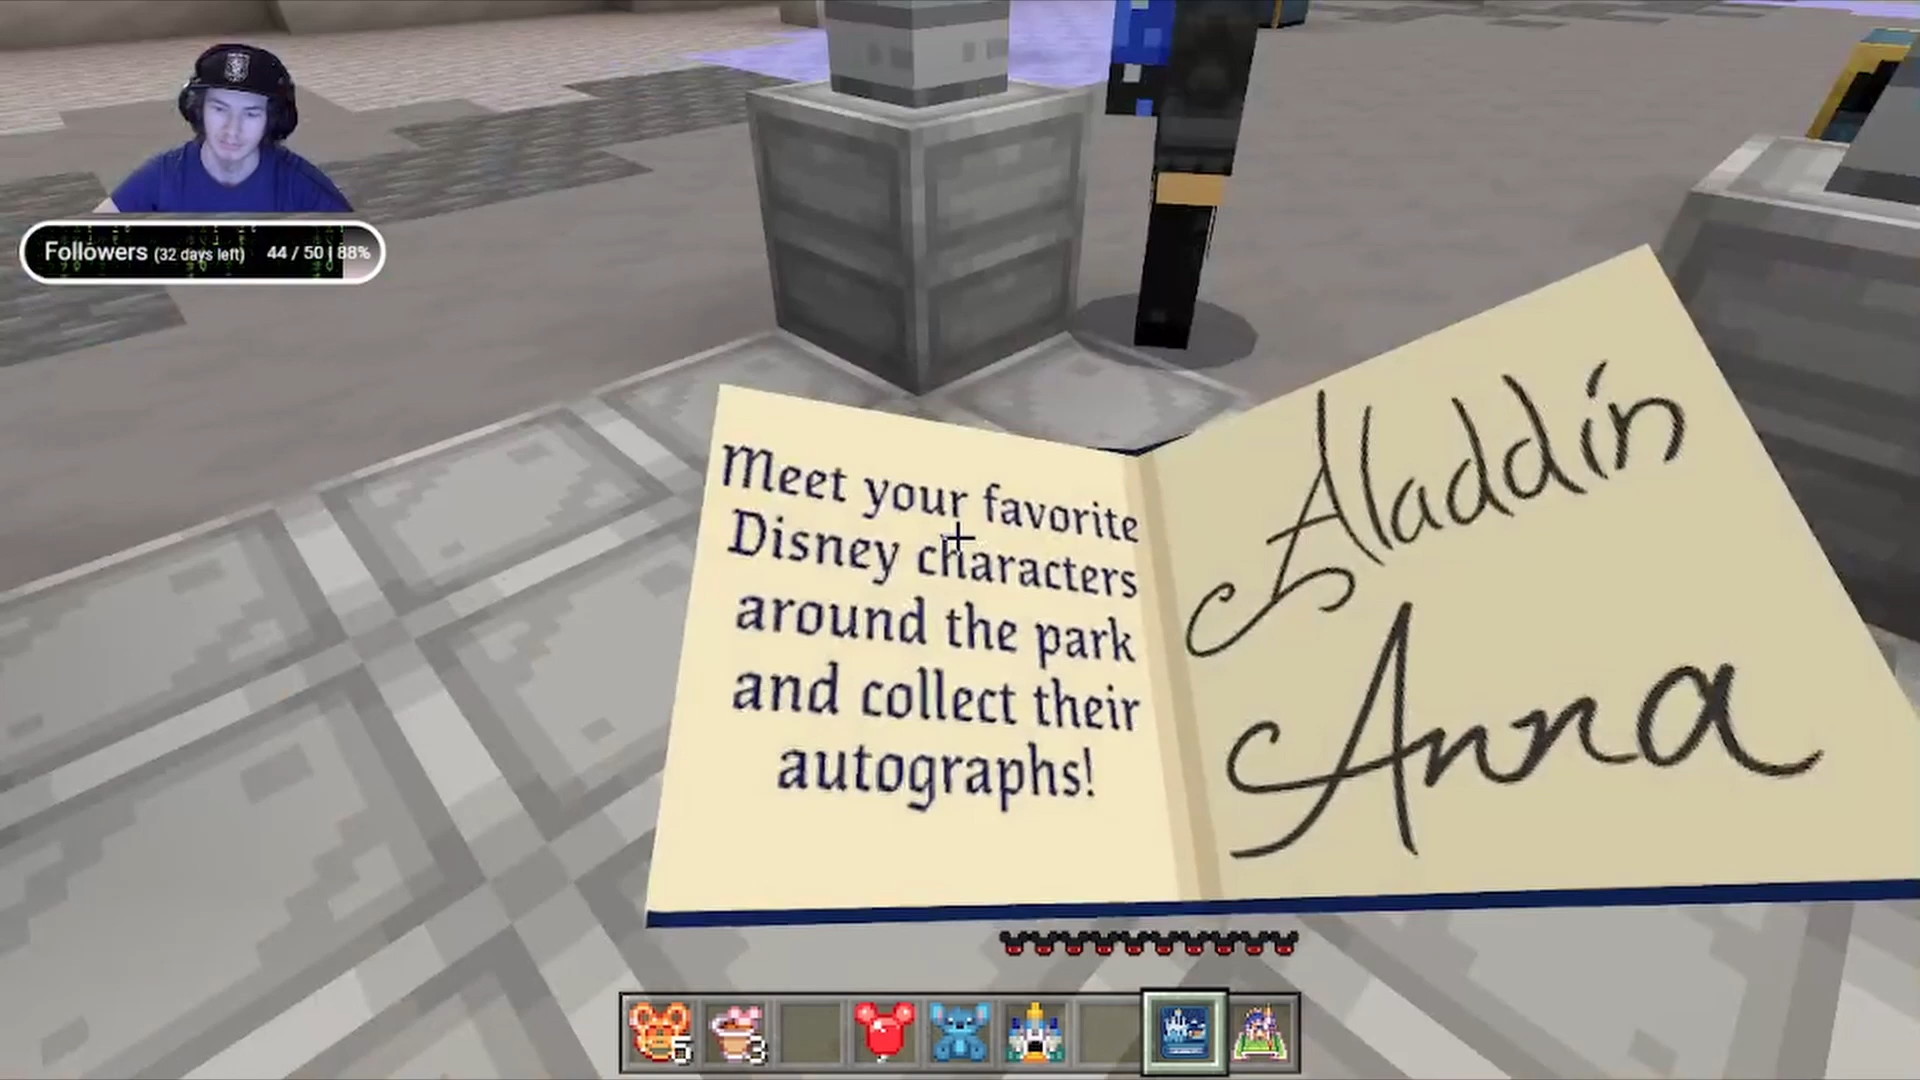 Followers (32 days left) 44 / 50 | 88%
Meet your favorite
Disney characters
around the park
and collect their
autographs!
Aladdin
Anna
5
3